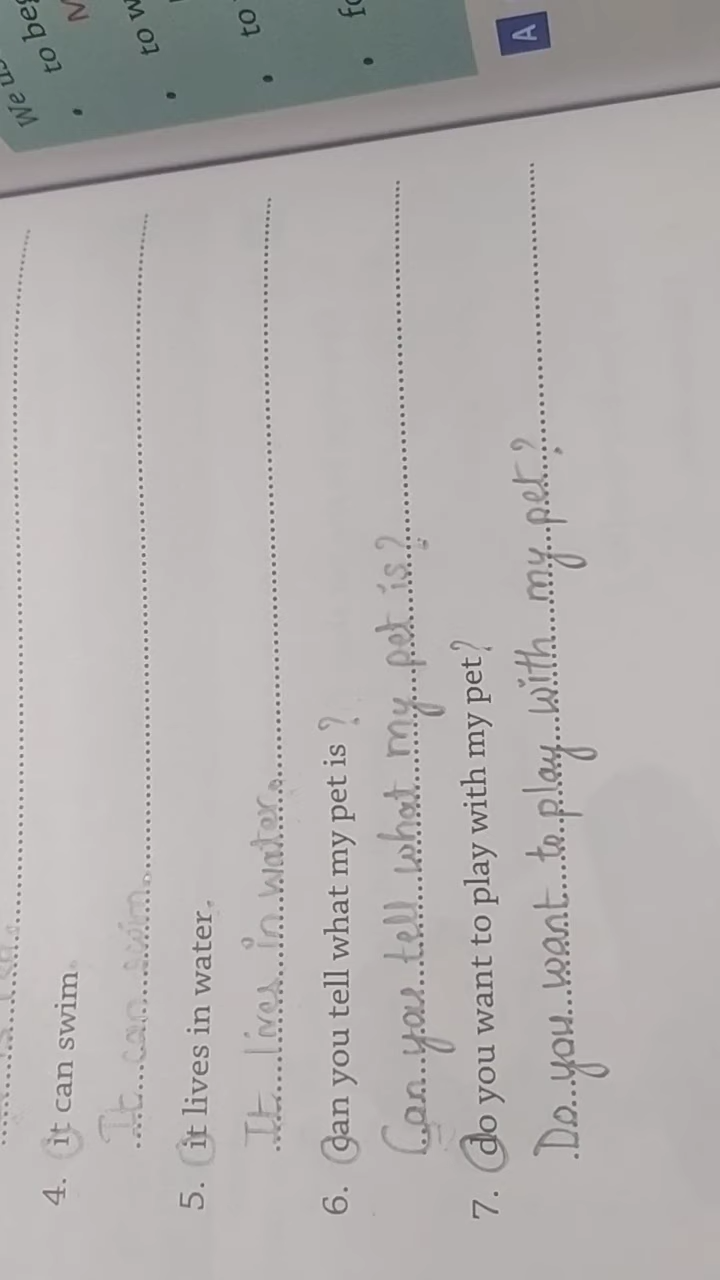 4. it can swim.
It can swim.
5. it lives in water.
It lives in water.
6. can you tell what my pet is ?
Can you tell what my pet is?
7. do you want to play with my pet?
Do you want to play with my pet?
We
• to
• to
• to
•
A